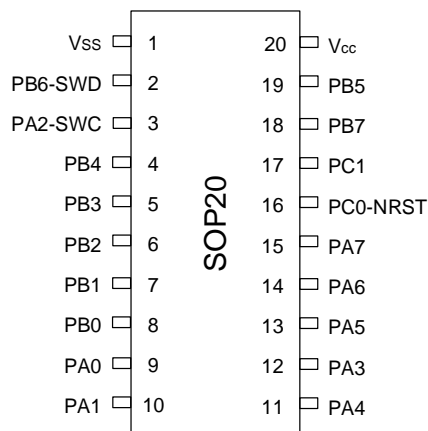 Vss 1 20 Vcc
PB6-SWD 2 19 PB5
PA2-SWC 3 18 PB7
PB4 4 17 PC1
PB3 5 16 PC0-NRST
PB2 6 15 PA7
PB1 7 14 PA6
PB0 8 13 PA5
PA0 9 12 PA3
PA1 10 11 PA4
SOP20